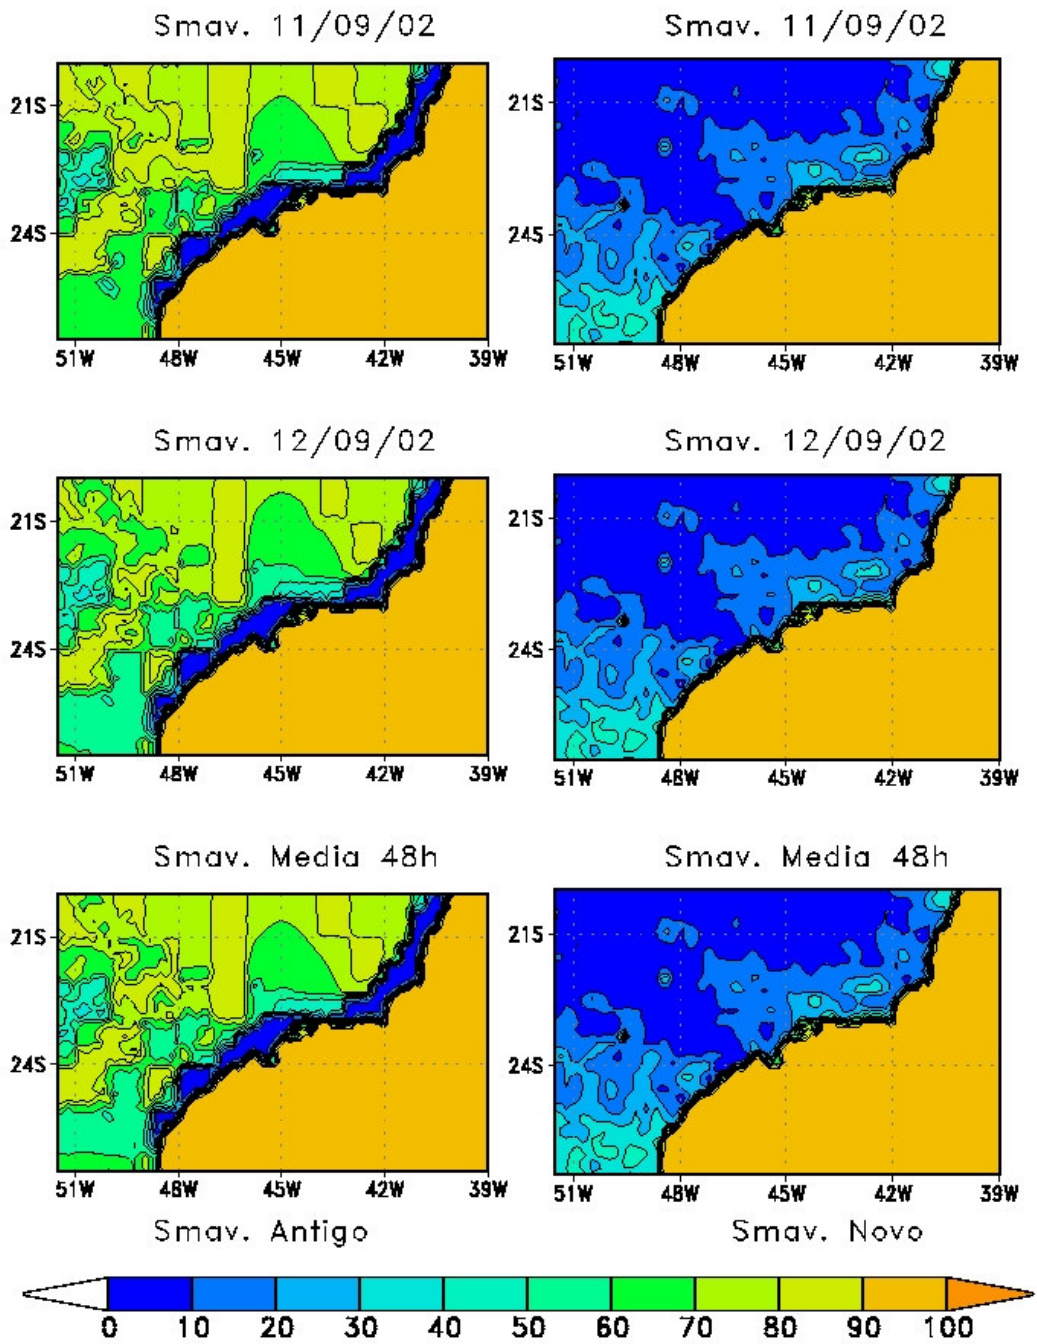 Smav. 11/09/02 Smav. 11/09/02
21S 21S
24S 24S
51W 48W 45W 42W 39W 51W 48W 45W 42W 39W
Smav. 12/09/02 Smav. 12/09/02
21S 21S
24S 24S
51W 48W 45W 42W 39W 51W 48W 45W 42W 39W
Smav. Media 48h Smav. Media 48h
21S 21S
24S 24S
51W 48W 45W 42W 39W 51W 48W 45W 42W 39W
Smav. Antigo Smav. Novo
0 10 20 30 40 50 60 70 80 90 100